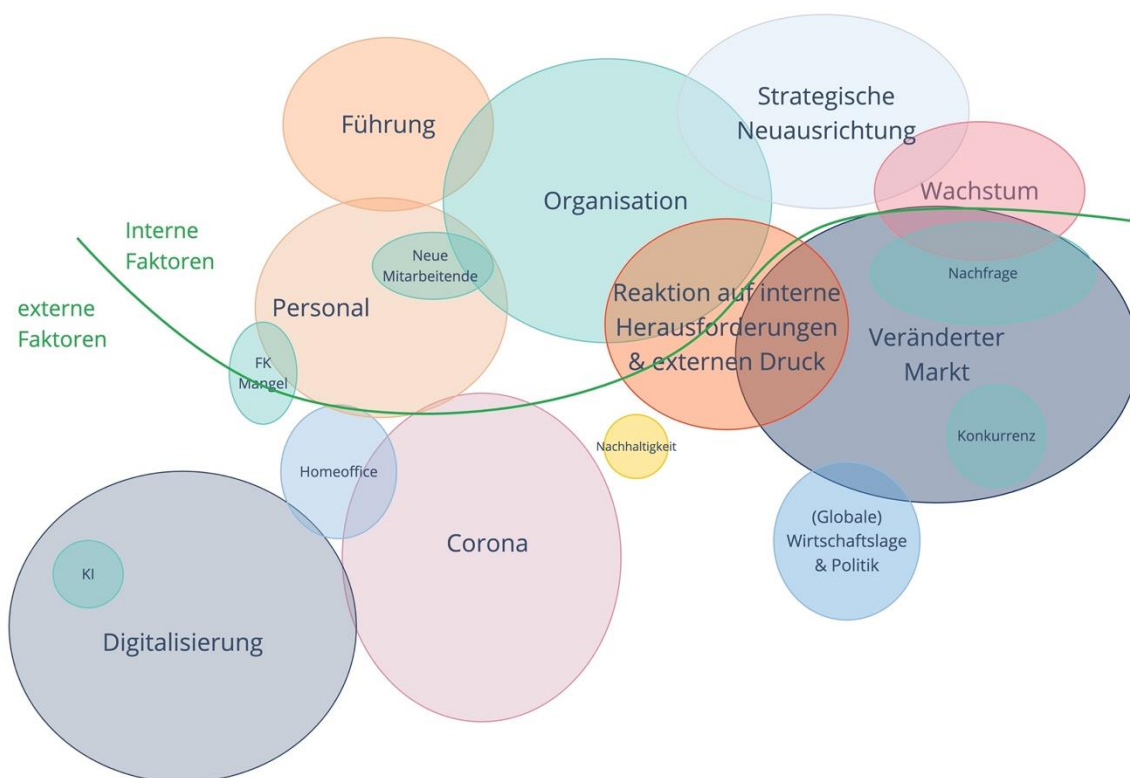 Strategische
Neuausrichtung
Führung
Wachstum
Organisation
Interne
Faktoren
Neue
Mitarbeitende
Nachfrage
externe
Faktoren
Personal
Reaktion auf interne
Herausforderungen
& externen Druck
Veränderter
Markt
FK
Mangel
Nachhaltigkeit
Konkurrenz
Homeoffice
(Globale)
Wirtschaftslage
& Politik
Corona
KI
Digitalisierung